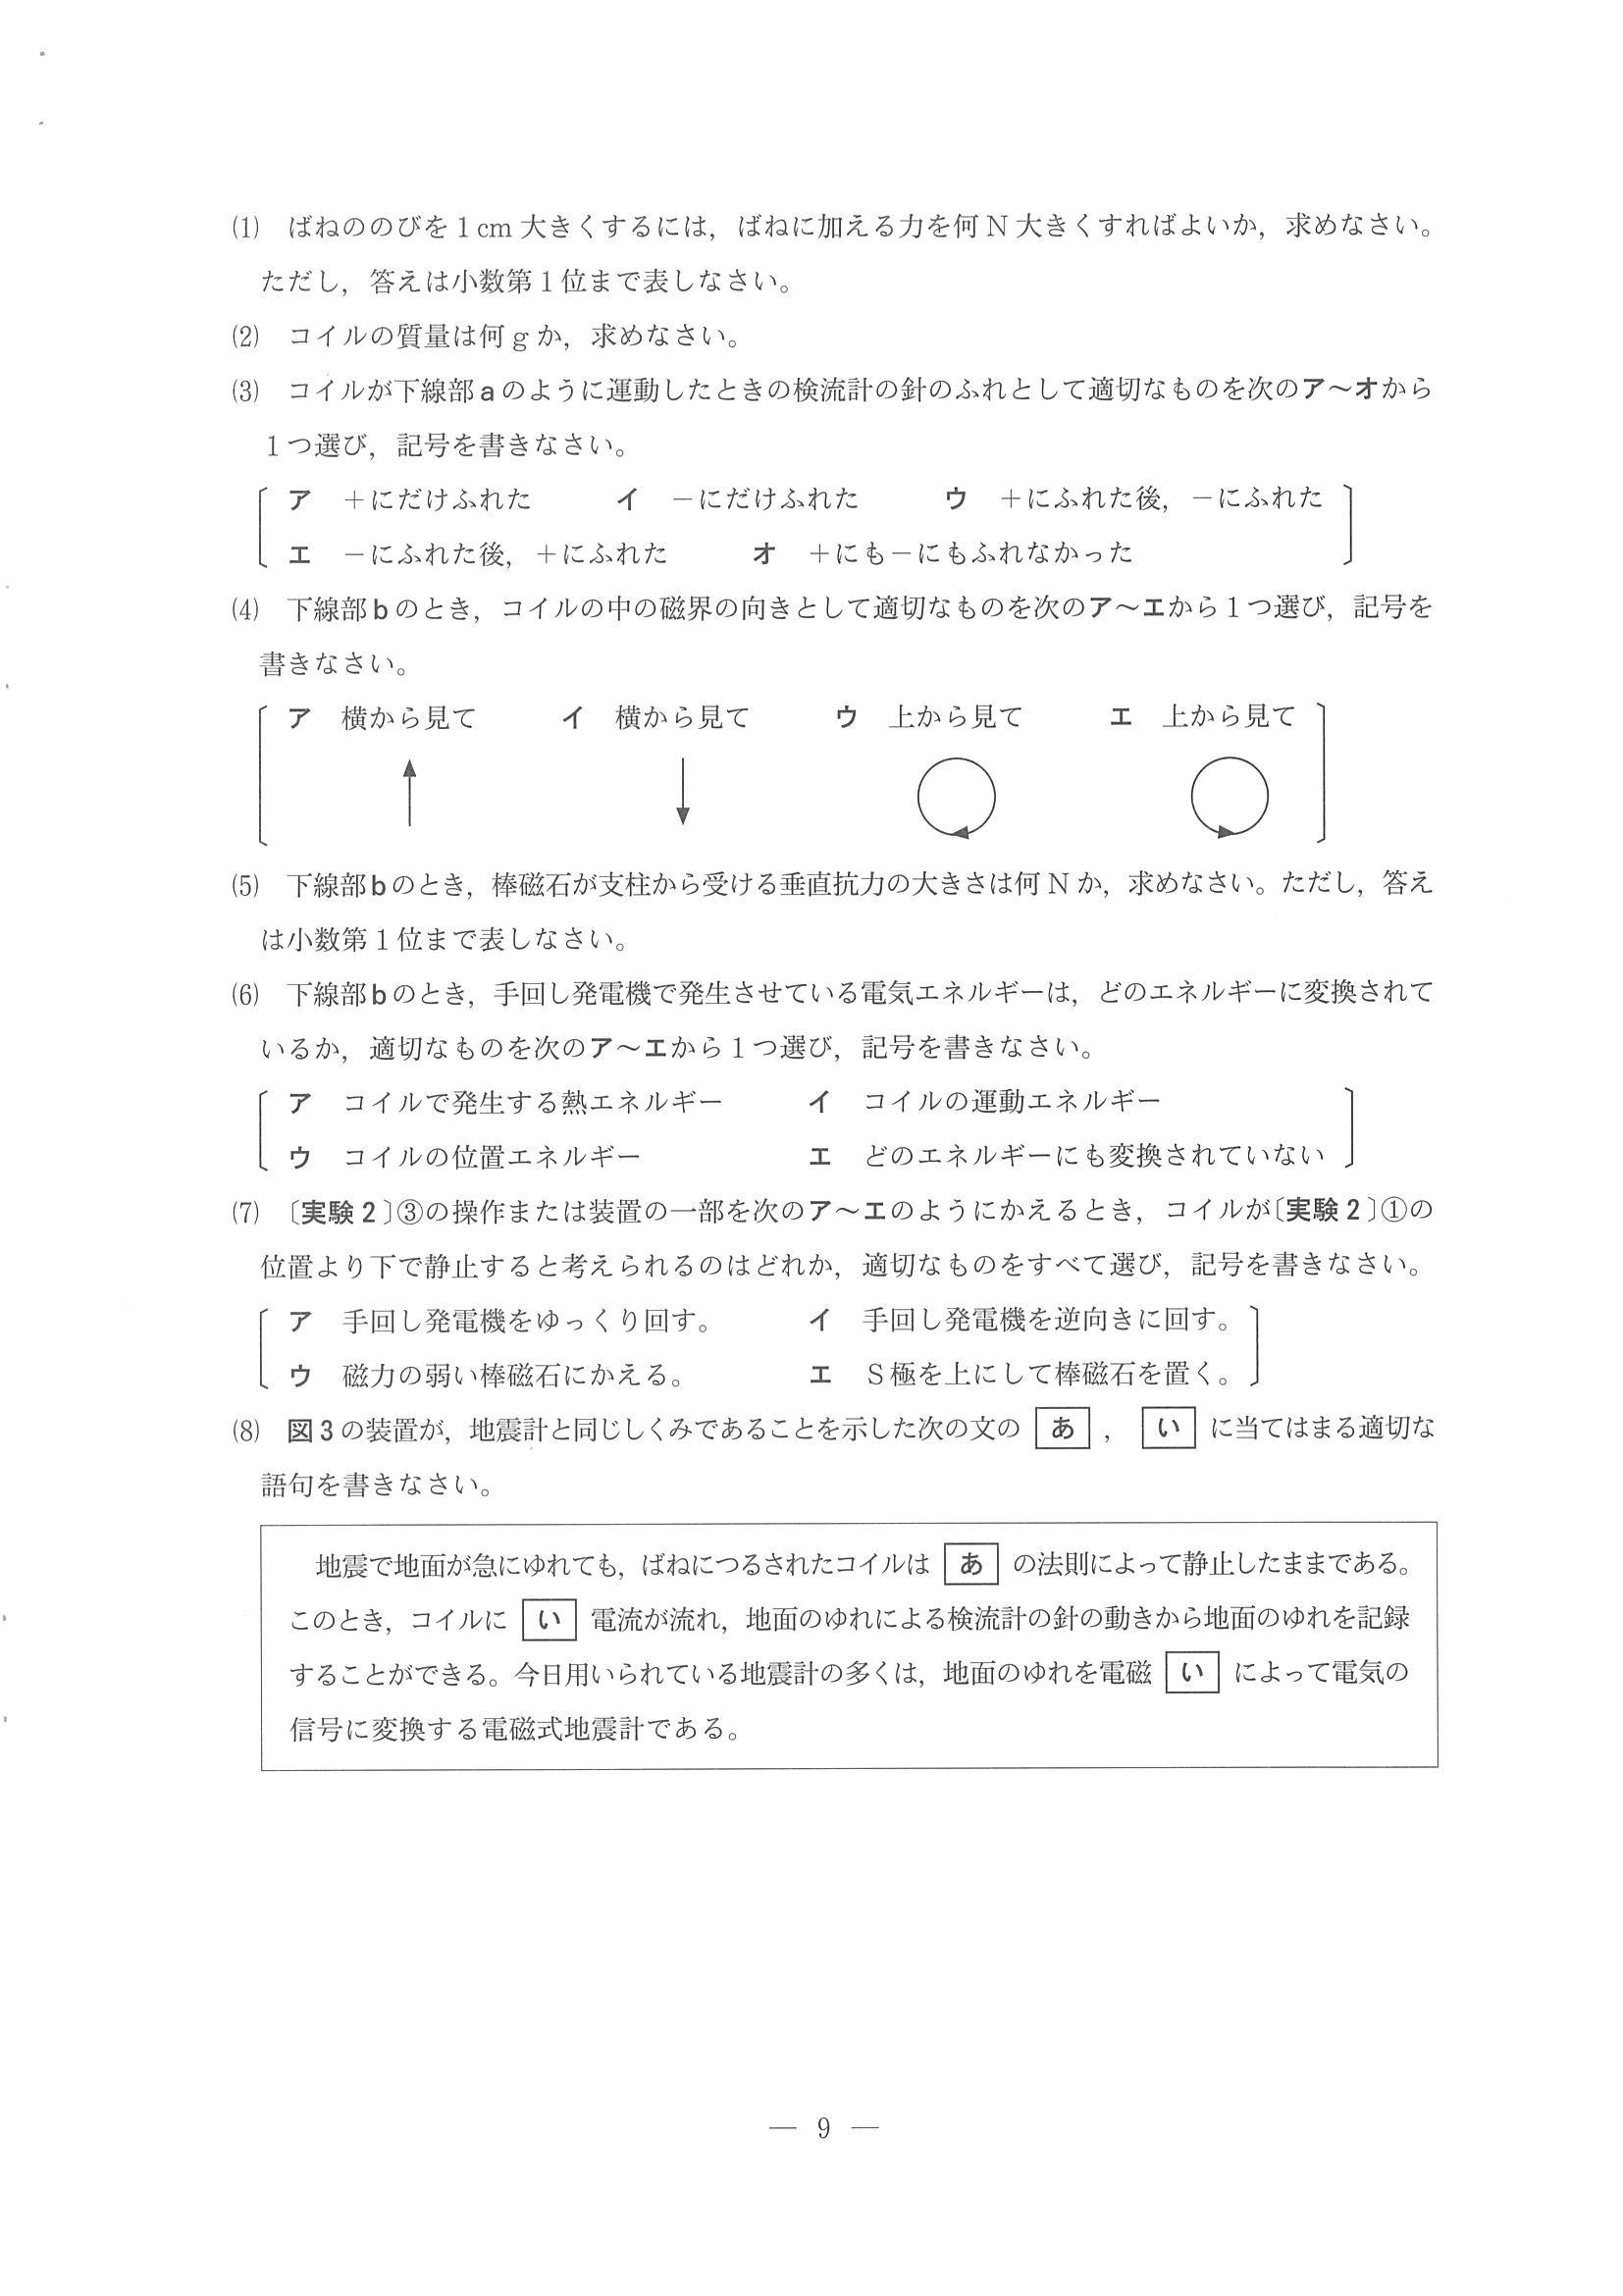 ⑴ ばねののびを1cm大きくするには，ばねに加える力を何N大きくすればよいか，求めなさい。
ただし，答えは小数第1位まで表しなさい。
⑵ コイルの質量は何gか，求めなさい。
⑶ コイルが下線部aのように運動したときの検流計の針のふれとして適切なものを次のア～オから
1つ選び，記号を書きなさい。
ア ＋にだけふれた イ －にだけふれた ウ ＋にふれた後，－にふれた
エ －にふれた後，＋にふれた オ ＋にも－にもふれなかった
⑷ 下線部bのとき，コイルの中の磁界の向きとして適切なものを次のア～エから1つ選び，記号を
書きなさい。
ア 横から見て イ 横から見て ウ 上から見て エ 上から見て
⑸ 下線部bのとき，棒磁石が支柱から受ける垂直抗力の大きさは何Nか，求めなさい。ただし，答え
は小数第1位まで表しなさい。
⑹ 下線部bのとき，手回し発電機で発生させている電気エネルギーは，どのエネルギーに変換されて
いるか，適切なものを次のア～エから1つ選び，記号を書きなさい。
ア コイルで発生する熱エネルギー イ コイルの運動エネルギー
ウ コイルの位置エネルギー エ どのエネルギーにも変換されていない
⑺ 〔実験2〕③の操作または装置の一部を次のア～エのようにかえるとき，コイルが〔実験2〕①の
位置より下で静止すると考えられるのはどれか，適切なものをすべて選び，記号を書きなさい。
ア 手回し発電機をゆっくり回す。 イ 手回し発電機を逆向きに回す。
ウ 磁力の弱い棒磁石にかえる。 エ S極を上にして棒磁石を置く。
⑻ 図3の装置が，地震計と同じしくみであることを示した次の文の あ ， い に当てはまる適切な
語句を書きなさい。
地震で地面が急にゆれても，ばねにつるされたコイルは あ の法則によって静止したままである。
このとき，コイルに い 電流が流れ，地面のゆれによる検流計の針の動きから地面のゆれを記録
することができる。今日用いられている地震計の多くは，地面のゆれを電磁 い によって電気の
信号に変換する電磁式地震計である。
— 9 —